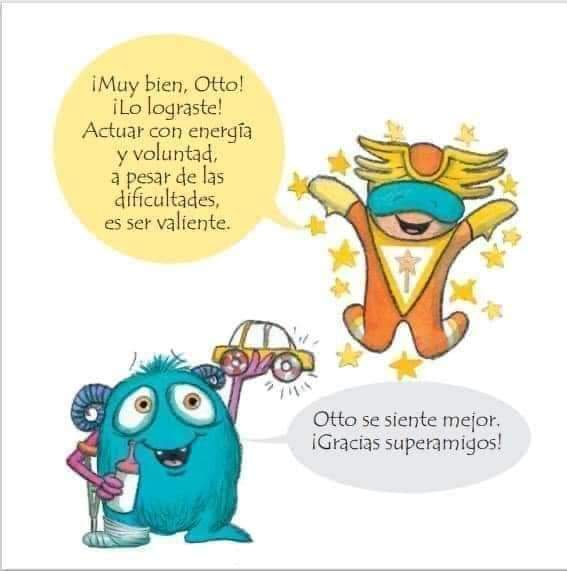 ¡Muy bien, Otto!
¡Lo lograste!
Actuar con energía
y voluntad,
a pesar de las
dificultades,
es ser valiente.
Otto se siente mejor.
¡Gracias superamigos!